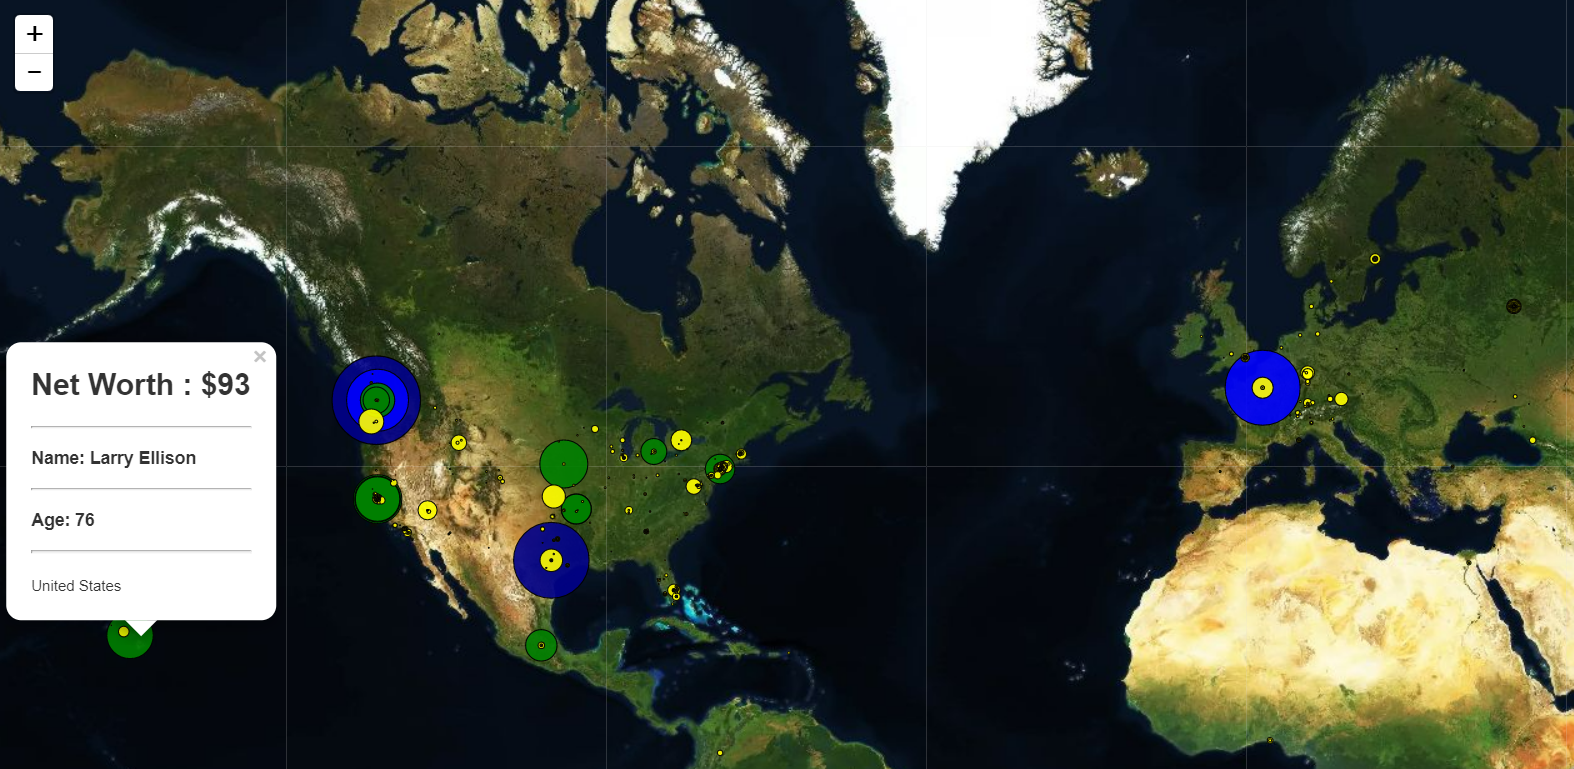 +
−
×
Net Worth : $93
Name: Larry Ellison
Age: 76
United States